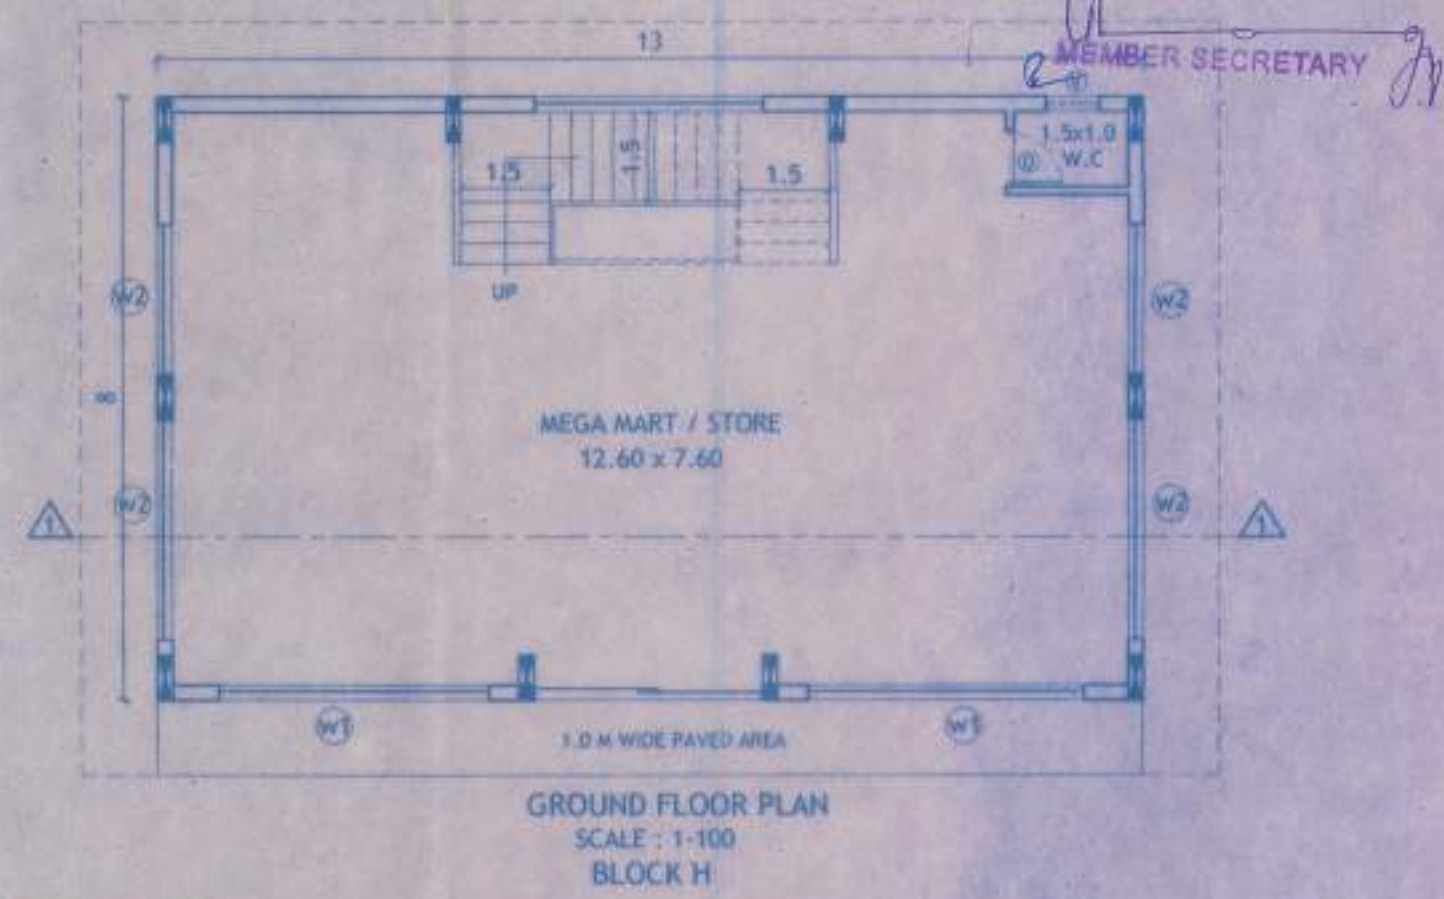 13
MEMBER SECRETARY
V
1.5x1.0
D W.C
1.5
1.5
1.5
UP
W2
W2
8
MEGA MART / STORE
12.60 x 7.60
W2
W2
1
1
W1
W1
1.0 M WIDE PAVED AREA
GROUND FLOOR PLAN
SCALE : 1-100
BLOCK H